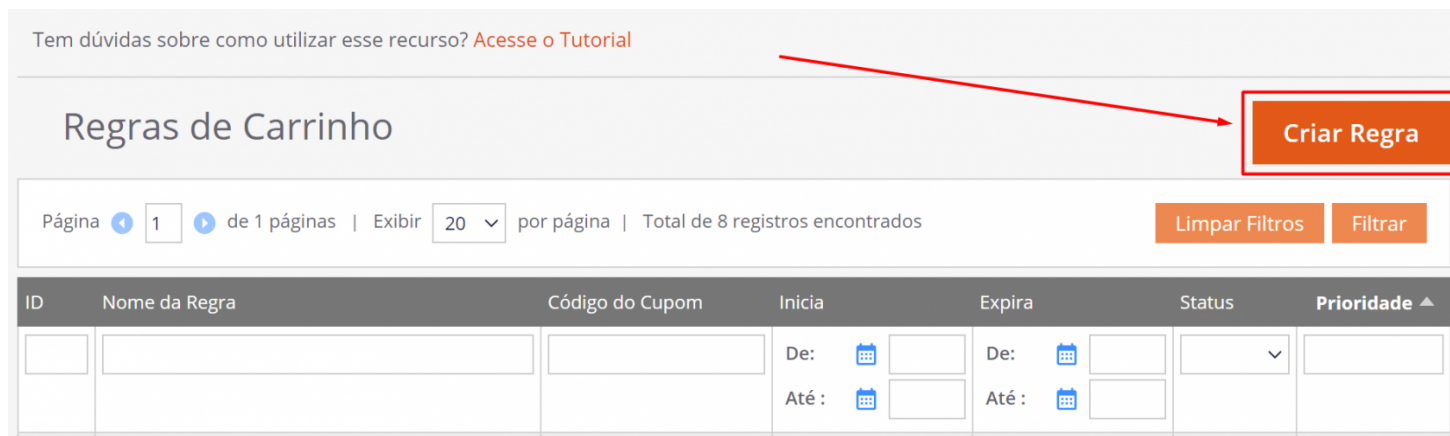 Tem dúvidas sobre como utilizar esse recurso? Acesse o Tutorial
Regras de Carrinho
Criar Regra
Página 1 de 1 páginas | Exibir 20 por página | Total de 8 registros encontrados
Limpar Filtros
Filtrar
ID Nome da Regra Código do Cupom Inicia Expira Status Prioridade
De: De:
Até : Até :